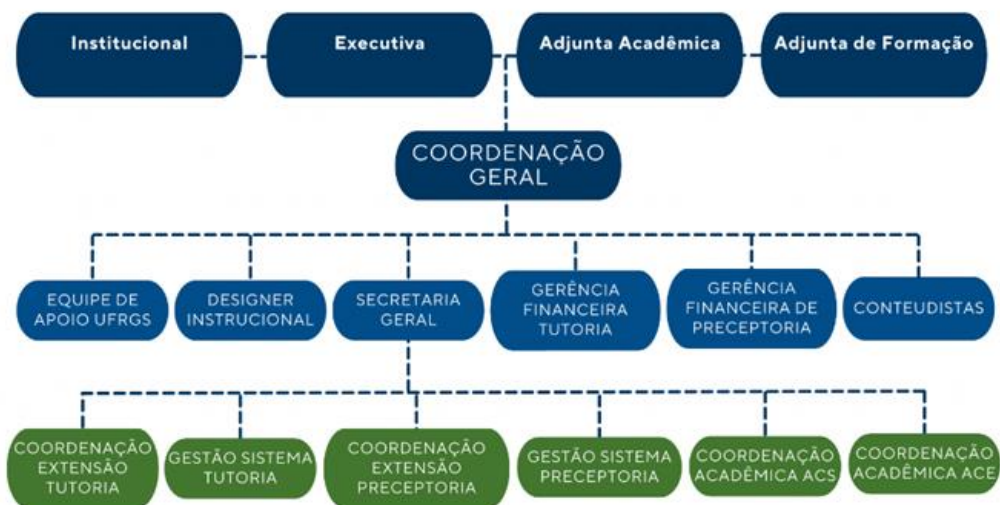 Institucional
Executiva
Adjunta Acadêmica
Adjunta de Formação
COORDENAÇÃO
GERAL
EQUIPE DE
APOIO UFRGS
DESIGNER
INSTRUCIONAL
SECRETARIA
GERAL
GERÊNCIA
FINANCEIRA
TUTORIA
GERÊNCIA
FINANCEIRA DE
PRECEPTORIA
CONTEUDISTAS
COORDENAÇÃO
EXTENSÃO
TUTORIA
GESTÃO SISTEMA
TUTORIA
COORDENAÇÃO
EXTENSÃO
PRECEPTORIA
GESTÃO SISTEMA
PRECEPTORIA
COORDENAÇÃO
ACADÊMICA ACS
COORDENAÇÃO
ACADÊMICA ACE